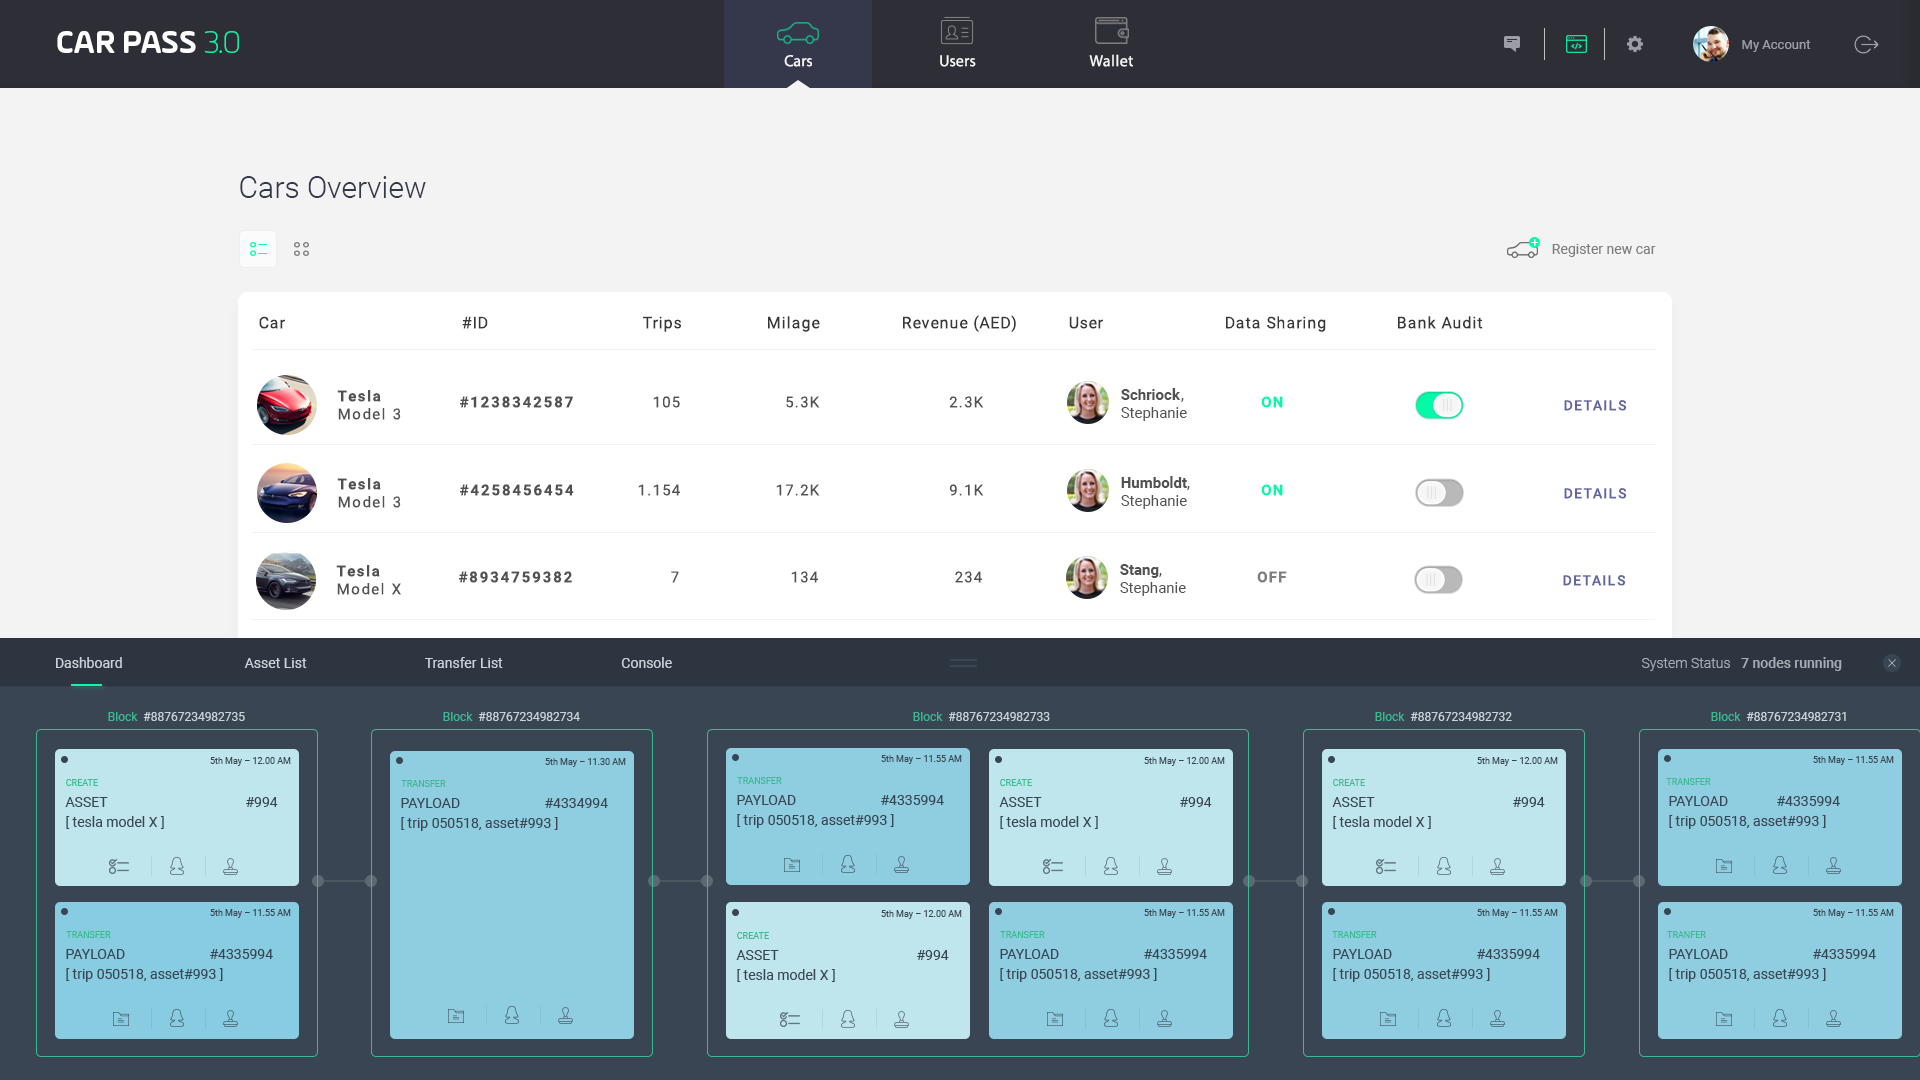 CAR PASS 3.0
Cars
Users
Wallet
My Account
Cars Overview
Register new car
Car #ID Trips Milage Revenue (AED) User Data Sharing Bank Audit
Tesla
Model 3
#1238342587 105 5.3K 2.3K
Schriock,
Stephanie
ON
DETAILS
Tesla
Model 3
#4258456454 1.154 17.2K 9.1K
Humboldt,
Stephanie
ON
DETAILS
Tesla
Model X
#8934759382 7 134 234
Stang,
Stephanie
OFF
DETAILS
Dashboard Asset List Transfer List Console System Status 7 nodes running
Block #88767234982735
5th May – 12.00 AM
CREATE
ASSET #994
[ tesla model X ]
5th May – 11.55 AM
TRANSFER
PAYLOAD #4335994
[ trip 050518, asset#993 ]
Block #88767234982734
5th May – 11.30 AM
TRANSFER
PAYLOAD #4334994
[ trip 050518, asset#993 ]
Block #88767234982733
5th May – 11.55 AM
TRANSFER
PAYLOAD #4335994
[ trip 050518, asset#993 ]
5th May – 12.00 AM
CREATE
ASSET #994
[ tesla model X ]
5th May – 12.00 AM
CREATE
ASSET #994
[ tesla model X ]
5th May – 11.55 AM
TRANSFER
PAYLOAD #4335994
[ trip 050518, asset#993 ]
Block #88767234982732
5th May – 12.00 AM
CREATE
ASSET #994
[ tesla model X ]
5th May – 11.55 AM
TRANSFER
PAYLOAD #4335994
[ trip 050518, asset#993 ]
Block #88767234982731
5th May – 11.55 AM
TRANSFER
PAYLOAD #4335994
[ trip 050518, asset#993 ]
5th May – 11.55 AM
TRANFER
PAYLOAD #4335994
[ trip 050518, asset#993 ]